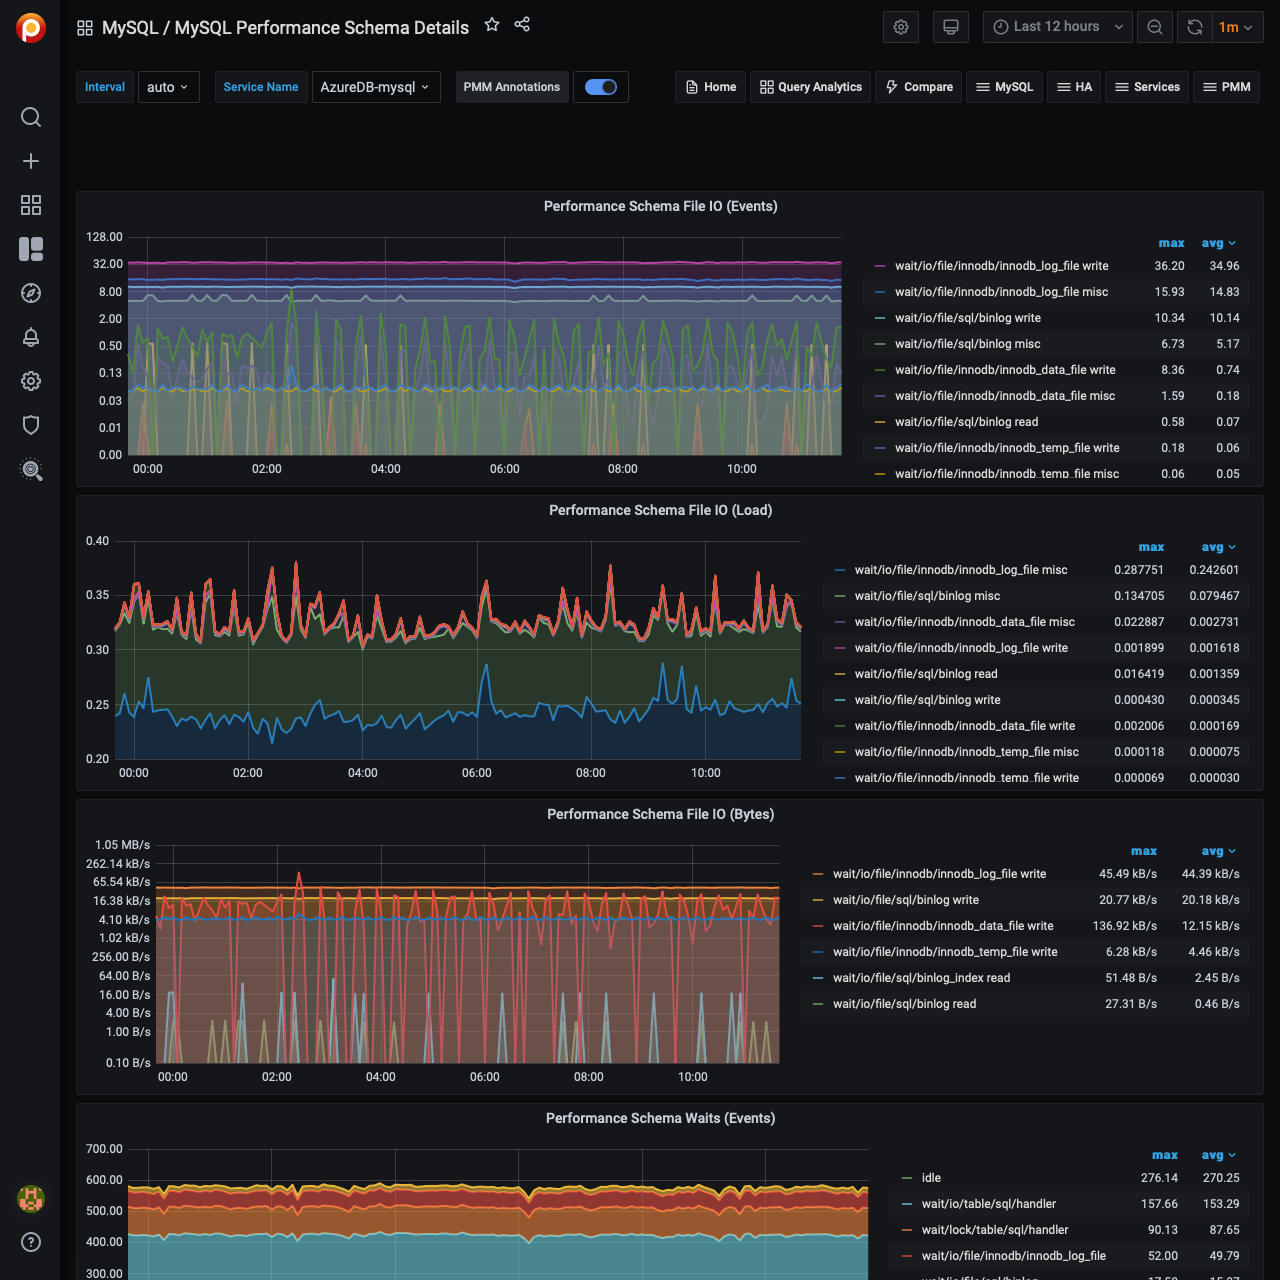 MySQL / MySQL Performance Schema Details
Last 12 hours
1m
Interval auto Service Name AzureDB-mysql PMM Annotations Home Query Analytics Compare MySQL HA Services PMM
Performance Schema File IO (Events)
128.00
32.00
8.00
2.00
0.50
0.13
0.03
0.01
0.00
00:00 02:00 04:00 06:00 08:00 10:00
max avg
wait/io/file/innodb/innodb_log_file write 36.20 34.96
wait/io/file/innodb/innodb_log_file misc 15.93 14.83
wait/io/file/sql/binlog write 10.34 10.14
wait/io/file/sql/binlog misc 6.73 5.17
wait/io/file/innodb/innodb_data_file write 8.36 0.74
wait/io/file/innodb/innodb_data_file misc 1.59 0.18
wait/io/file/sql/binlog read 0.58 0.07
wait/io/file/innodb/innodb_temp_file write 0.18 0.06
wait/io/file/innodb/innodb_temp_file misc 0.06 0.05
Performance Schema File IO (Load)
0.40
0.35
0.30
0.25
0.20
00:00 02:00 04:00 06:00 08:00 10:00
max avg
wait/io/file/innodb/innodb_log_file misc 0.287751 0.242601
wait/io/file/sql/binlog misc 0.134705 0.079467
wait/io/file/innodb/innodb_data_file misc 0.022887 0.002731
wait/io/file/innodb/innodb_log_file write 0.001899 0.001618
wait/io/file/sql/binlog read 0.016419 0.001359
wait/io/file/sql/binlog write 0.000430 0.000345
wait/io/file/innodb/innodb_data_file write 0.002006 0.000169
wait/io/file/innodb/innodb_temp_file misc 0.000118 0.000075
wait/io/file/innodb/innodb_temp_file write 0.000069 0.000030
Performance Schema File IO (Bytes)
1.05 MB/s
262.14 kB/s
65.54 kB/s
16.38 kB/s
4.10 kB/s
1.02 kB/s
256.00 B/s
64.00 B/s
16.00 B/s
4.00 B/s
1.00 B/s
0.10 B/s
00:00 02:00 04:00 06:00 08:00 10:00
max avg
wait/io/file/innodb/innodb_log_file write 45.49 kB/s 44.39 kB/s
wait/io/file/sql/binlog write 20.77 kB/s 20.18 kB/s
wait/io/file/innodb/innodb_data_file write 136.92 kB/s 12.15 kB/s
wait/io/file/innodb/innodb_temp_file write 6.28 kB/s 4.46 kB/s
wait/io/file/sql/binlog_index read 51.48 B/s 2.45 B/s
wait/io/file/sql/binlog read 27.31 B/s 0.46 B/s
Performance Schema Waits (Events)
700.00
600.00
500.00
400.00
300.00
max avg
idle 276.14 270.25
wait/io/table/sql/handler 157.66 153.29
wait/lock/table/sql/handler 90.13 87.65
wait/io/file/innodb/innodb_log_file 52.00 49.79